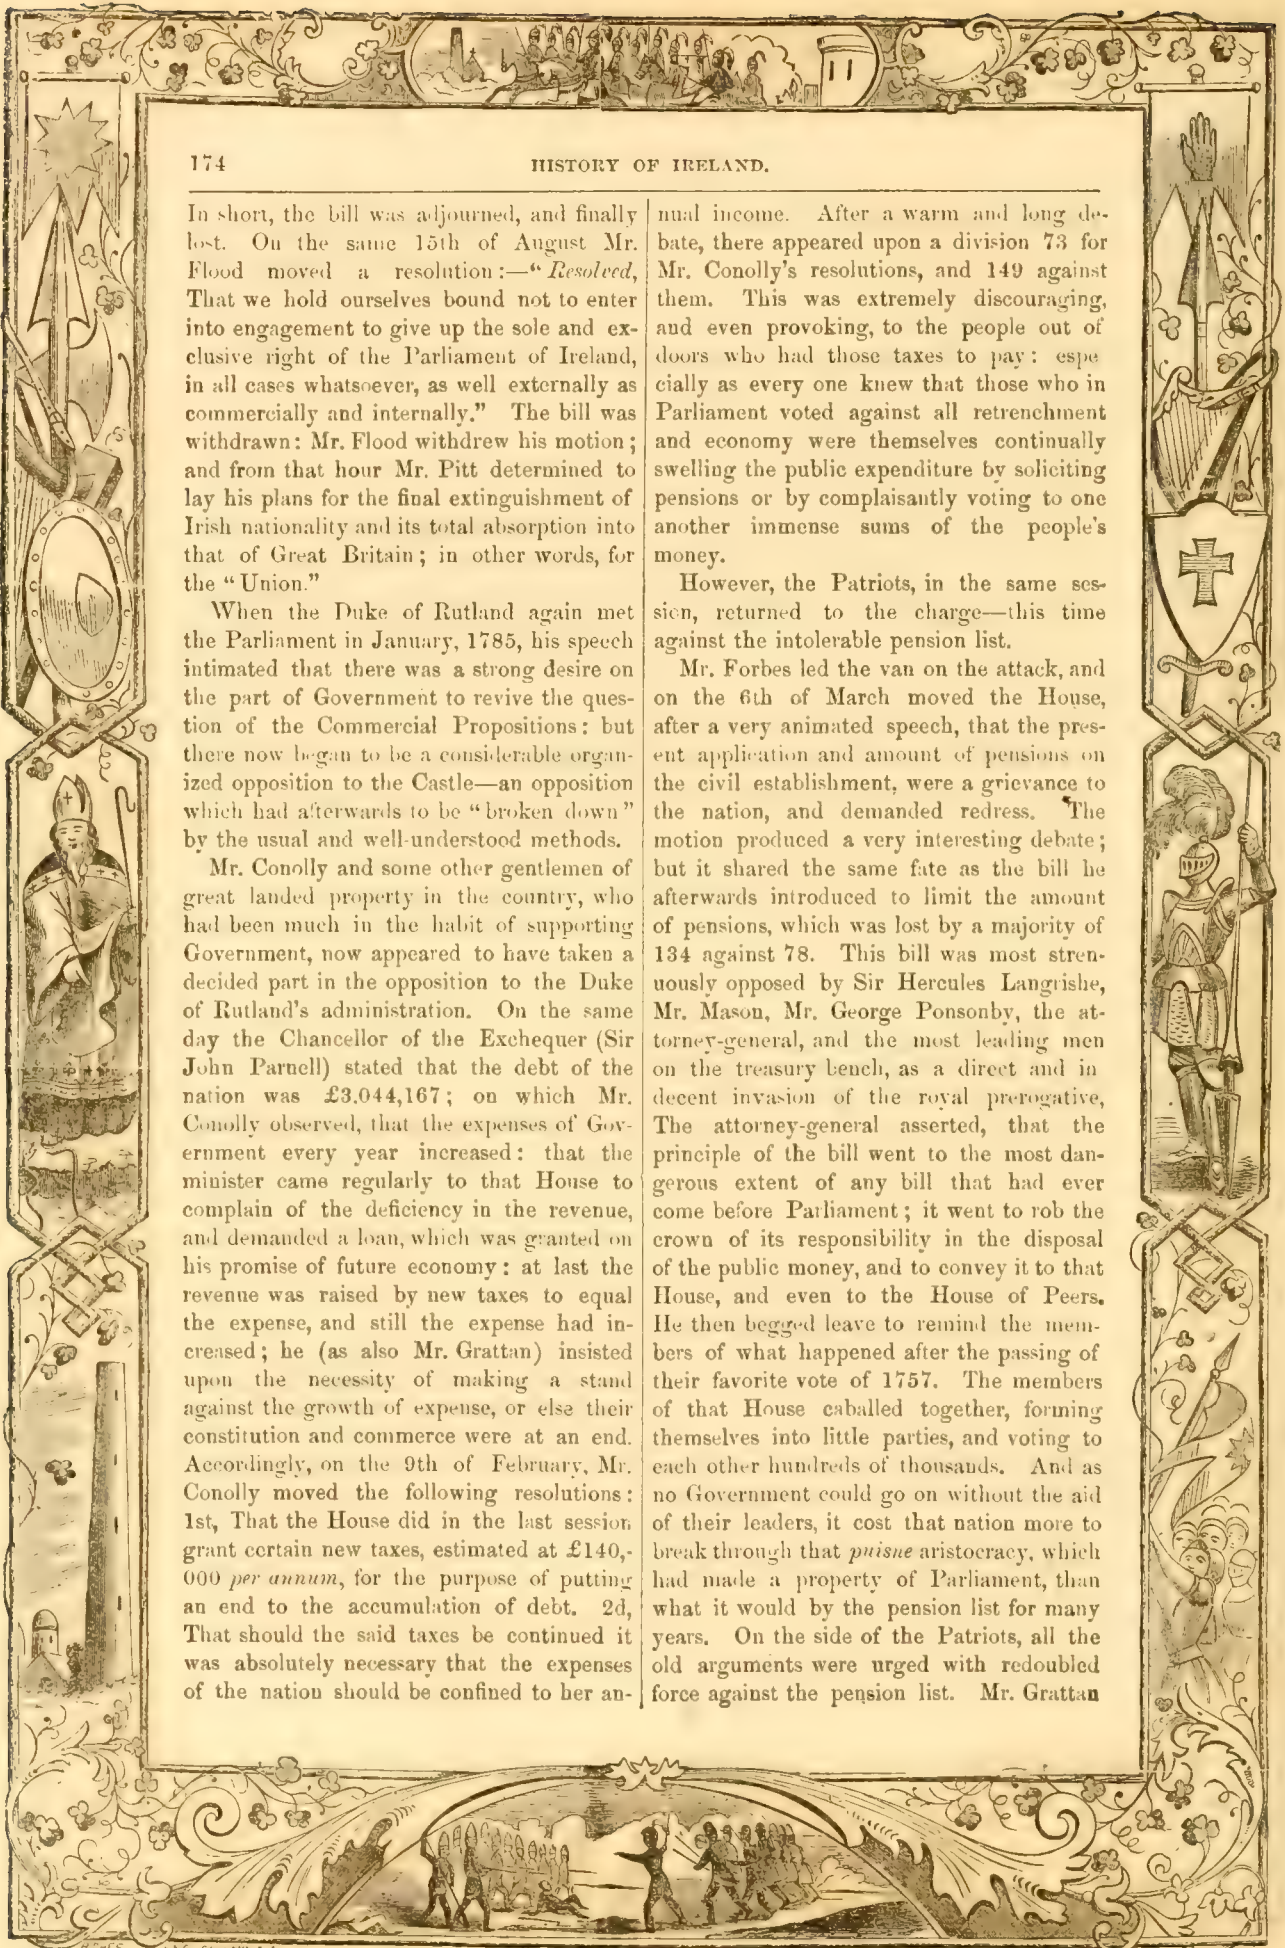 174
HISTORY OF IRELAND.
In short, the bill was adjourned, and finally
lost. On the same 15th of August Mr.
Flood moved a resolution:—“Resolved,
That we hold ourselves bound not to enter
into engagement to give up the sole and ex-
clusive right of the Parliament of Ireland,
in all cases whatsoever, as well externally as
commercially and internally.” The bill was
withdrawn: Mr. Flood withdrew his motion;
and from that hour Mr. Pitt determined to
lay his plans for the final extinguishment of
Irish nationality and its total absorption into
that of Great Britain; in other words, for
the “Union.”
When the Duke of Rutland again met
the Parliament in January, 1785, his speech
intimated that there was a strong desire on
the part of Government to revive the ques-
tion of the Commercial Propositions: but
there now began to be a considerable organ-
ized opposition to the Castle—an opposition
which had afterwards to be “broken down”
by the usual and well-understood methods.
Mr. Conolly and some other gentlemen of
great landed property in the country, who
had been much in the habit of supporting
Government, now appeared to have taken a
decided part in the opposition to the Duke
of Rutland's administration. On the same
day the Chancellor of the Exchequer (Sir
John Parnell) stated that the debt of the
nation was £3.044,167; on which Mr.
Conolly observed, that the expenses of Gov-
ernment every year increased: that the
minister came regularly to that House to
complain of the deficiency in the revenue,
and demanded a loan, which was granted on
his promise of future economy: at last the
revenue was raised by new taxes to equal
the expense, and still the expense had in-
creased; he (as also Mr. Grattan) insisted
upon the necessity of making a stand
against the growth of expense, or else their
constitution and commerce were at an end.
Accordingly, on the 9th of February, Mr.
Conolly moved the following resolutions:
1st, That the House did in the last session
grant certain new taxes, estimated at £140,-
000 per annum, for the purpose of putting
an end to the accumulation of debt. 2d,
That should the said taxes be continued it
was absolutely necessary that the expenses
of the nation should be confined to her an-
nual income. After a warm and long de-
bate, there appeared upon a division 73 for
Mr. Conolly's resolutions, and 149 against
them. This was extremely discouraging,
and even provoking, to the people out of
doors who had those taxes to pay: espe
cially as every one knew that those who in
Parliament voted against all retrenchment
and economy were themselves continually
swelling the public expenditure by soliciting
pensions or by complaisantly voting to one
another immense sums of the people's
money.
However, the Patriots, in the same ses-
sion, returned to the charge—this time
against the intolerable pension list.
Mr. Forbes led the van on the attack, and
on the 6th of March moved the House,
after a very animated speech, that the pres-
ent application and amount of pensions on
the civil establishment, were a grievance to
the nation, and demanded redress. The
motion produced a very interesting debate;
but it shared the same fate as the bill he
afterwards introduced to limit the amount
of pensions, which was lost by a majority of
134 against 78. This bill was most stren-
uously opposed by Sir Hercules Langrishe,
Mr. Mason, Mr. George Ponsonby, the at-
torney-general, and the most leading men
on the treasury bench, as a direct and in
decent invasion of the royal prerogative,
The attorney-general asserted, that the
principle of the bill went to the most dan-
gerous extent of any bill that had ever
come before Parliament; it went to rob the
crown of its responsibility in the disposal
of the public money, and to convey it to that
House, and even to the House of Peers.
He then begged leave to remind the mem-
bers of what happened after the passing of
their favorite vote of 1757. The members
of that House caballed together, forming
themselves into little parties, and voting to
each other hundreds of thousands. And as
no Government could go on without the aid
of their leaders, it cost that nation more to
break through that puisne aristocracy, which
had made a property of Parliament, than
what it would by the pension list for many
years. On the side of the Patriots, all the
old arguments were urged with redoubled
force against the pension list. Mr. Grattan